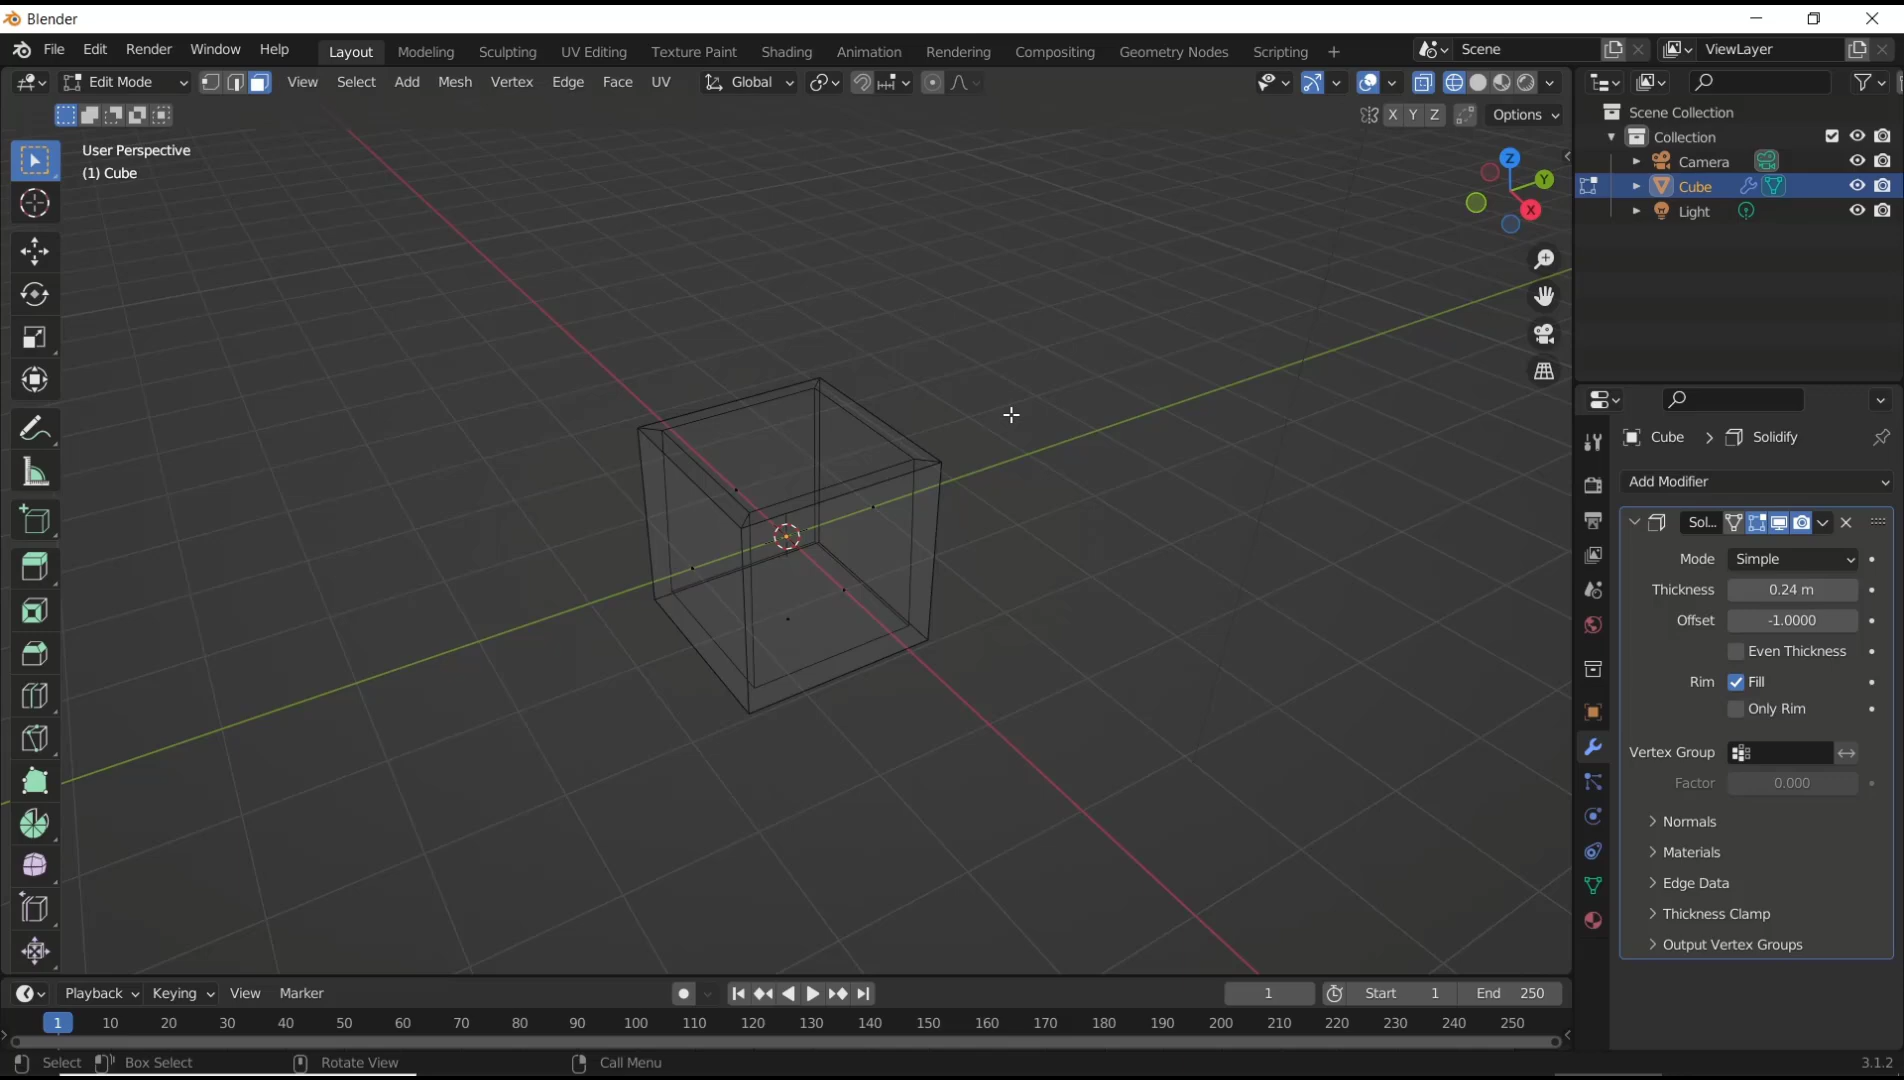 Blender
File Edit Render Window Help Layout Modeling Sculpting UV Editing Texture Paint Shading Animation Rendering Compositing Geometry Nodes Scripting + Scene ViewLayer
Edit Mode View Select Add Mesh Vertex Edge Face UV Global
X Y Z Options
User Perspective
(1) Cube
Z
Y
X
Scene Collection
Collection
Camera
Cube
Light
Cube > Solidify
Add Modifier
Sol...
Mode Simple
Thickness 0.24 m
Offset -1.0000
Even Thickness
Rim Fill
Only Rim
Vertex Group
Factor 0.000
> Normals
> Materials
> Edge Data
> Thickness Clamp
> Output Vertex Groups
Playback Keying View Marker 1 Start 1 End 250
1 10 20 30 40 50 60 70 80 90 100 110 120 130 140 150 160 170 180 190 200 210 220 230 240 250
Select Box Select Rotate View Call Menu 3.1.2